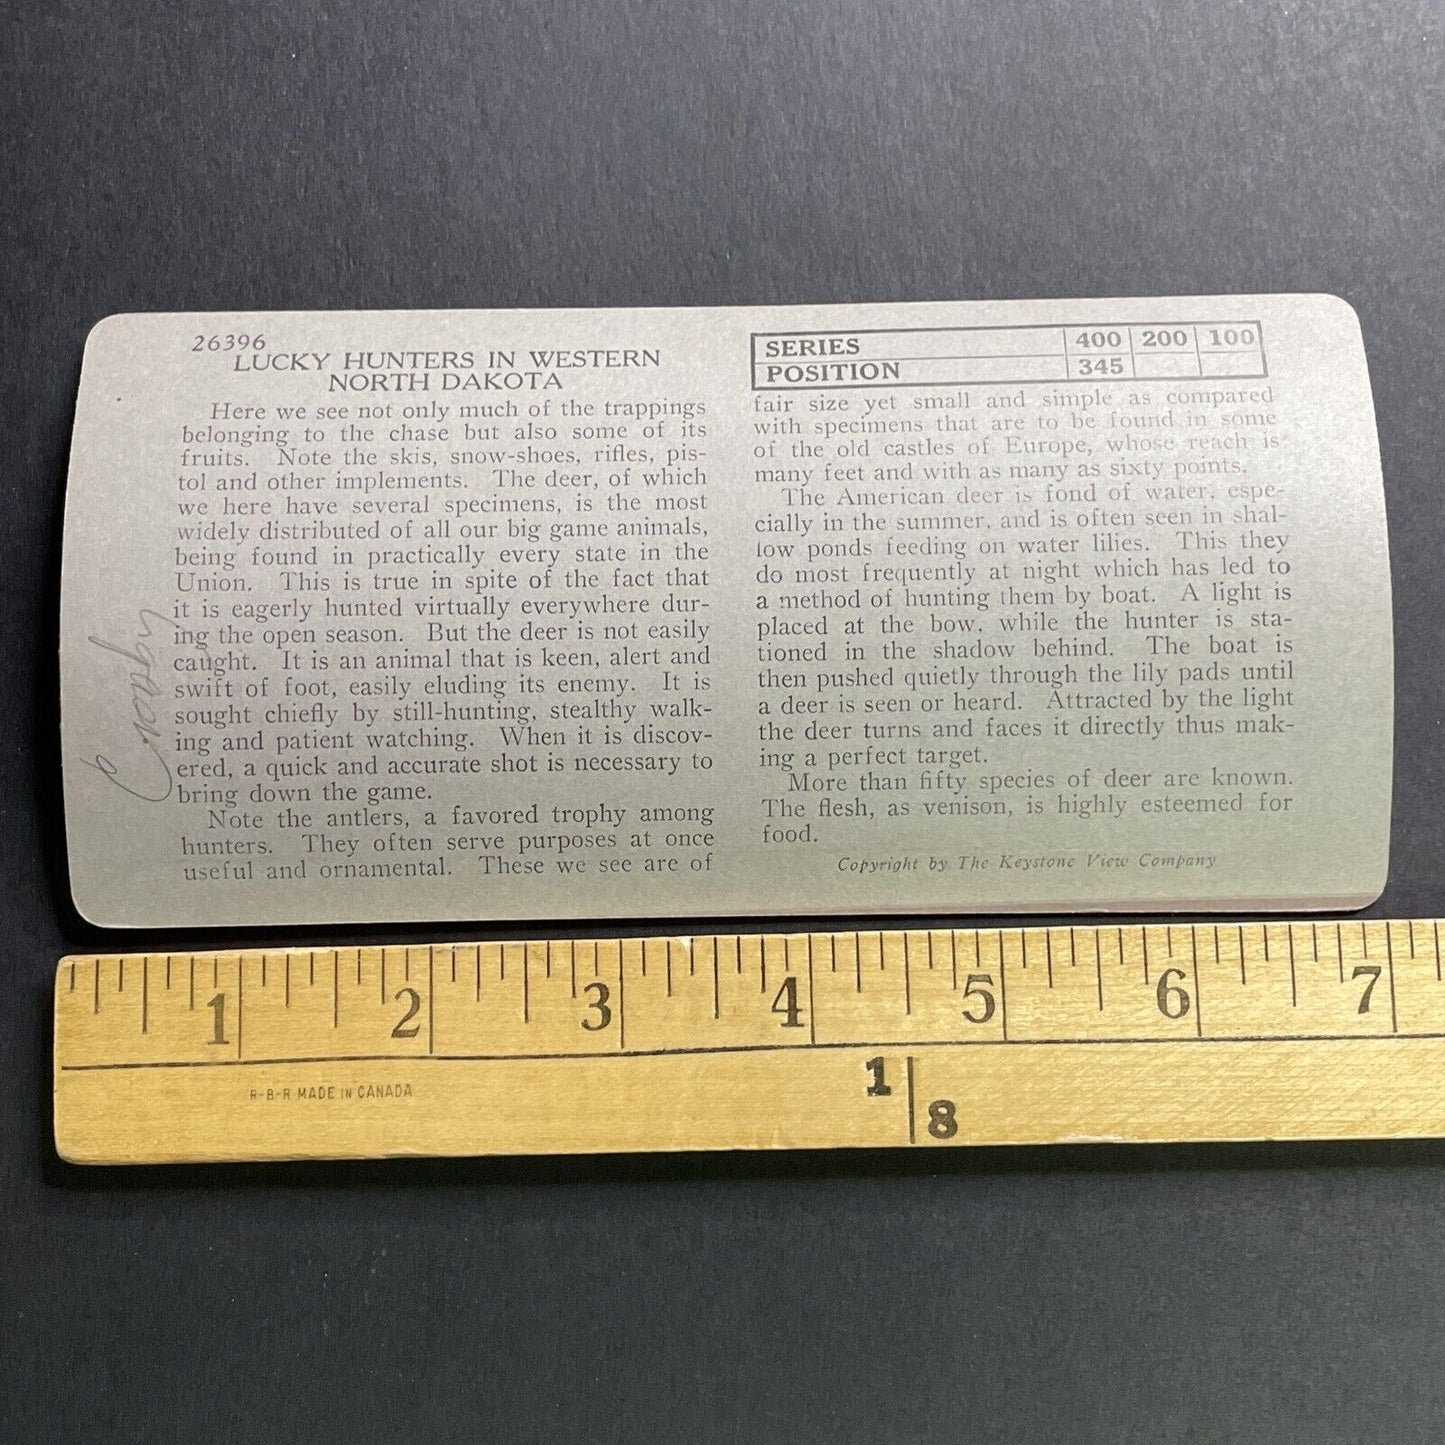 26396
LUCKY HUNTERS IN WESTERN
NORTH DAKOTA
Here we see not only much of the trappings
belonging to the chase but also some of its
fruits. Note the skis, snow-shoes, rifles, pis-
tol and other implements. The deer, of which
we here have several specimens, is the most
widely distributed of all our big game animals,
being found in practically every state in the
Union. This is true in spite of the fact that
it is eagerly hunted virtually everywhere dur-
ing the open season. But the deer is not easily
caught. It is an animal that is keen, alert and
swift of foot, easily eluding its enemy. It is
sought chiefly by still-hunting, stealthy walk-
ing and patient watching. When it is discov-
ered, a quick and accurate shot is necessary to
bring down the game.
Note the antlers, a favored trophy among
hunters. They often serve purposes at once
useful and ornamental. These we see are of
SERIES 400 200 100
POSITION 345
fair size yet small and simple as compared
with specimens that are to be found in some
of the old castles of Europe, whose reach is
many feet and with as many as sixty points.
The American deer is fond of water, espe-
cially in the summer, and is often seen in shal-
low ponds feeding on water lilies. This they
do most frequently at night which has led to
a method of hunting them by boat. A light is
placed at the bow, while the hunter is sta-
tioned in the shadow behind. The boat is
then pushed quietly through the lily pads until
a deer is seen or heard. Attracted by the light
the deer turns and faces it directly thus mak-
ing a perfect target.
More than fifty species of deer are known.
The flesh, as venison, is highly esteemed for
food.
Copyright by The Keystone View Company
1 2 3 4 5 6 7
R-B-R MADE IN CANADA
1
8